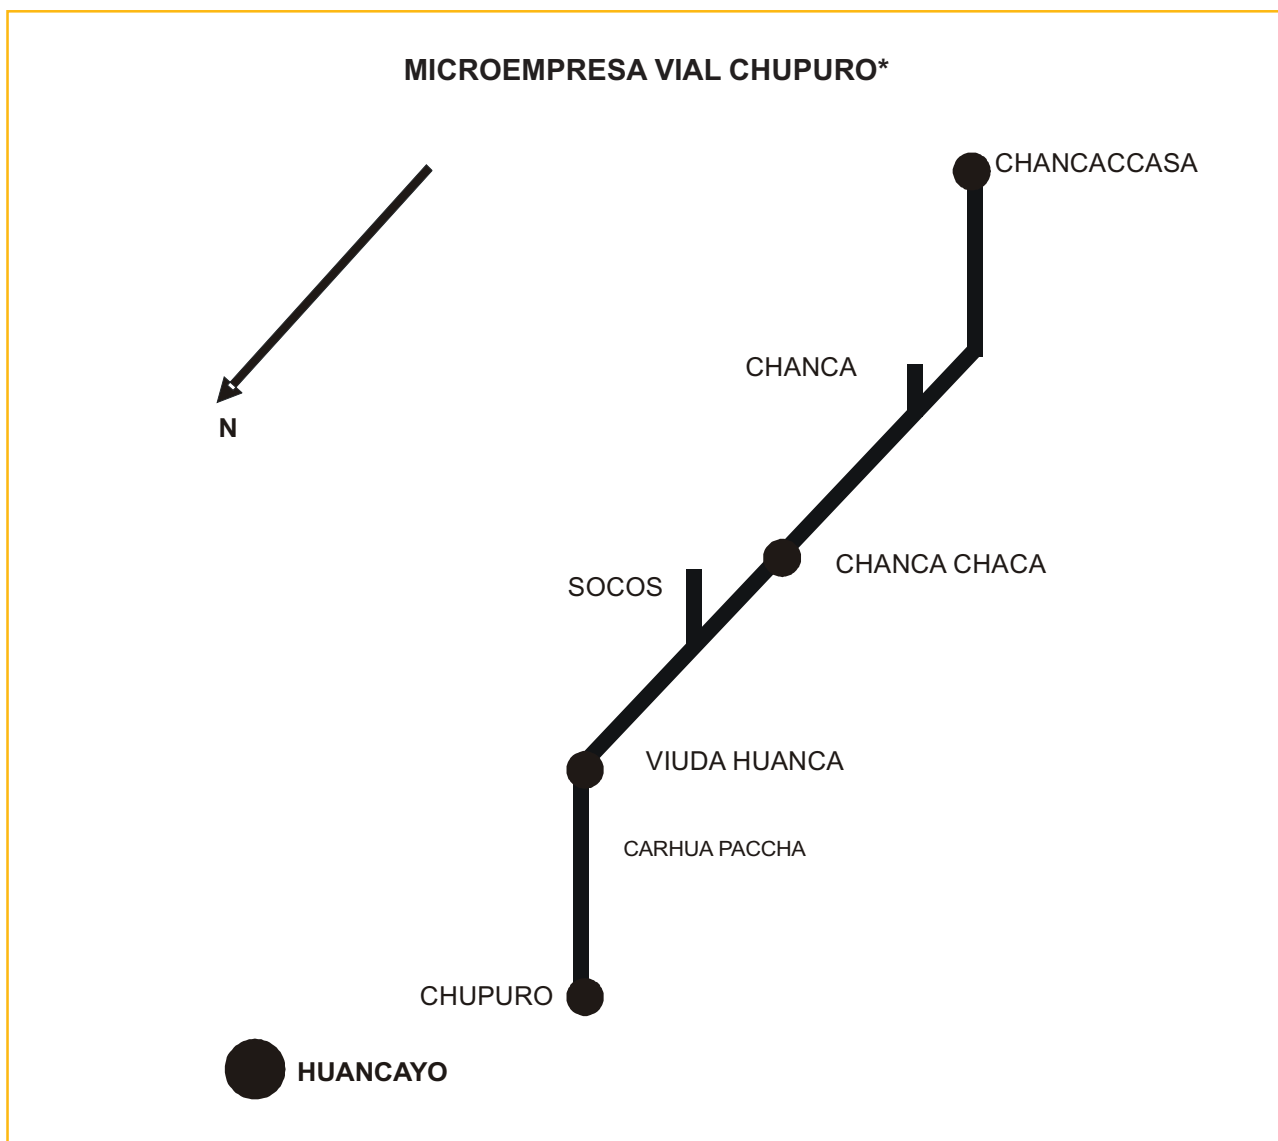 MICROEMPRESA VIAL CHUPURO*
CHANCACCASA
CHANCA
N
CHANCA CHACA
SOCOS
VIUDA HUANCA
CARHUA PACCHA
CHUPURO
HUANCAYO